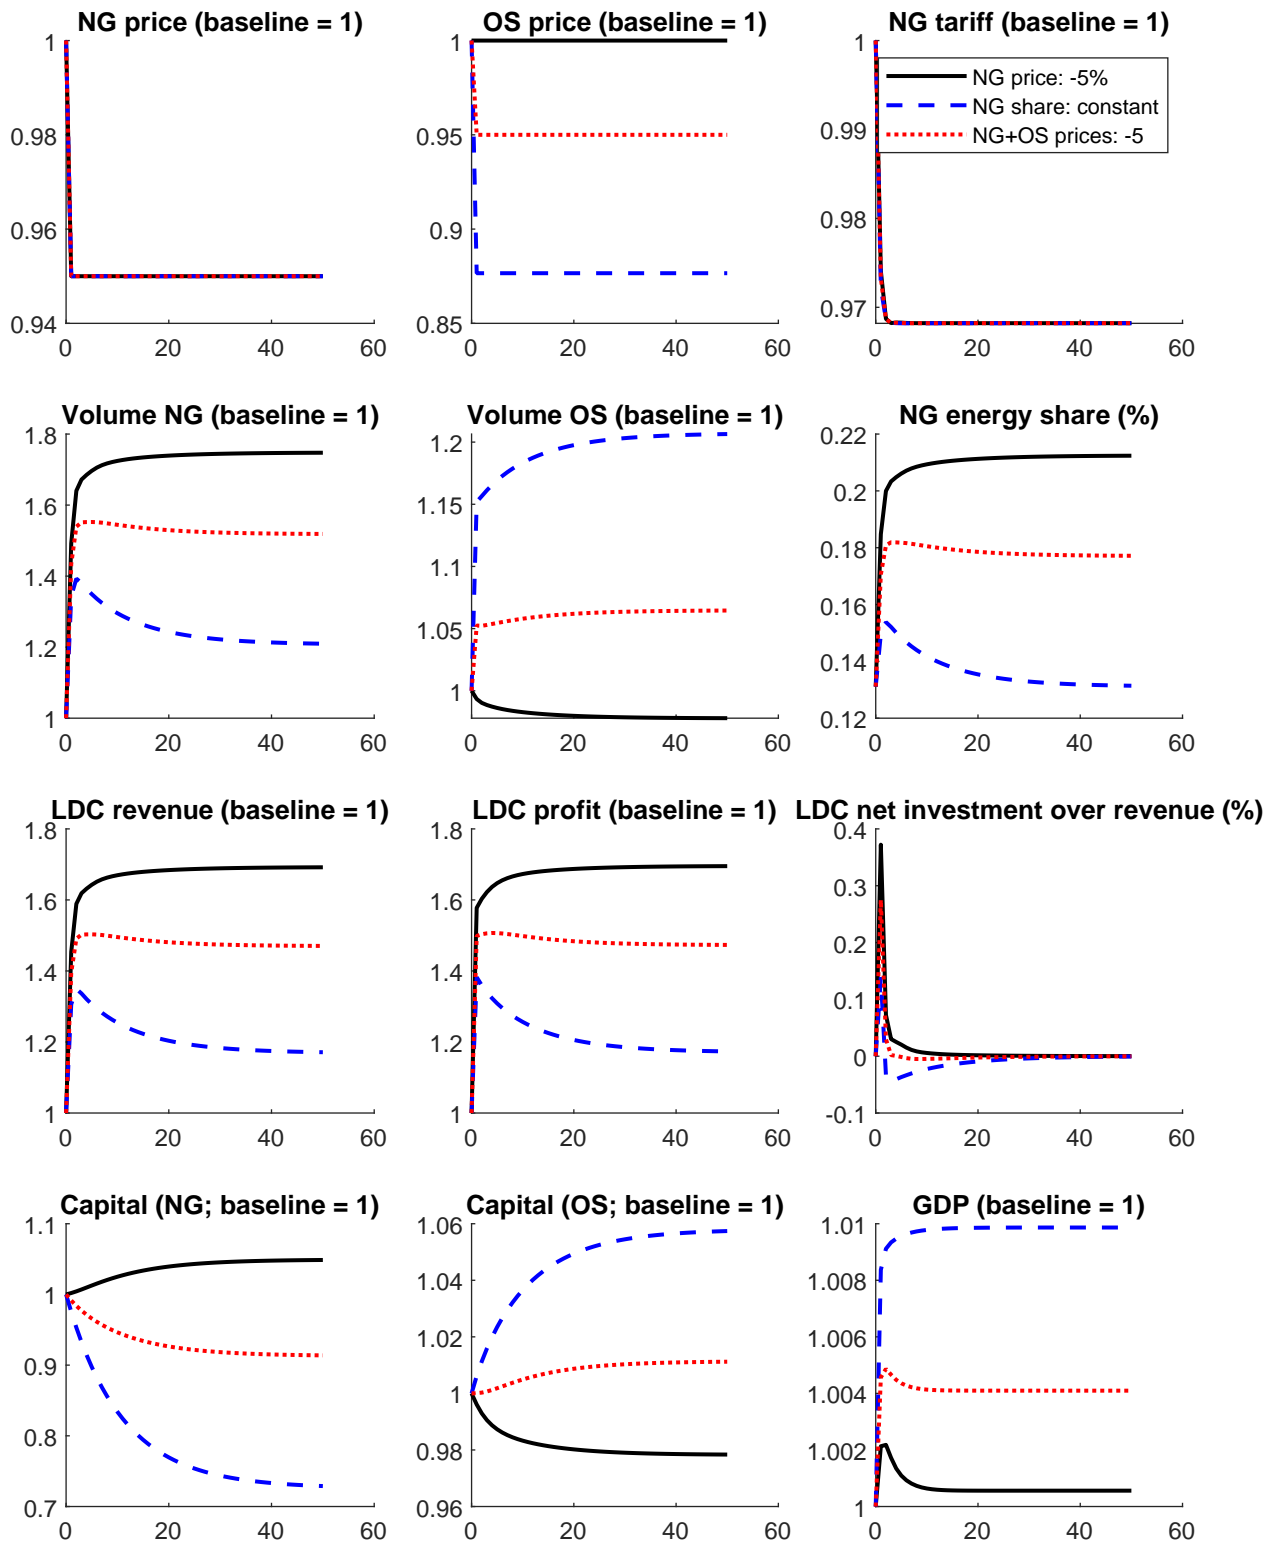 NG price (baseline = 1)
1
0.98
0.96
0.94
0 20 40 60
OS price (baseline = 1)
1
0.95
0.9
0.85
0 20 40 60
NG tariff (baseline = 1)
1
0.99
0.98
0.97
0 20 40 60
NG price: -5%
NG share: constant
NG+OS prices: -5
Volume NG (baseline = 1)
1.8
1.6
1.4
1.2
1
0 20 40 60
Volume OS (baseline = 1)
1.2
1.15
1.1
1.05
1
0 20 40 60
NG energy share (%)
0.22
0.2
0.18
0.16
0.14
0.12
0 20 40 60
LDC revenue (baseline = 1)
1.8
1.6
1.4
1.2
1
0 20 40 60
LDC profit (baseline = 1)
1.8
1.6
1.4
1.2
1
0 20 40 60
LDC net investment over revenue (%)
0.4
0.3
0.2
0.1
0
-0.1
0 20 40 60
Capital (NG; baseline = 1)
1.1
1
0.9
0.8
0.7
0 20 40 60
Capital (OS; baseline = 1)
1.06
1.04
1.02
1
0.98
0.96
0 20 40 60
GDP (baseline = 1)
1.01
1.008
1.006
1.004
1.002
1
0 20 40 60